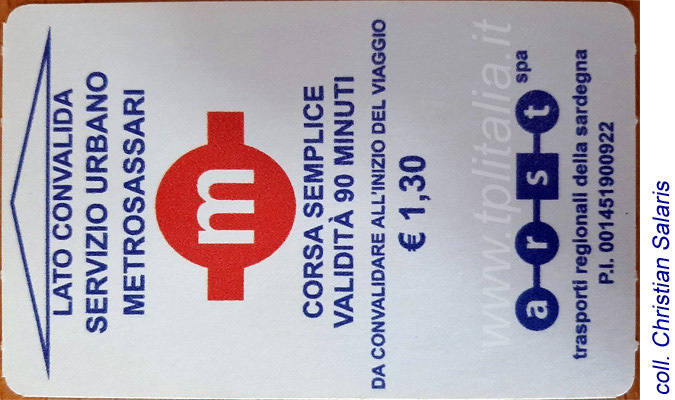 LATO CONVALIDA
SERVIZIO URBANO
METROSASSARI
m
CORSA SEMPLICE
VALIDITÀ 90 MINUTI
DA CONVALIDARE ALL'INIZIO DEL VIAGGIO
€ 1,30
www.tplitalia.it
arst spa
trasporti regionali della sardegna
P.I. 001451900922
coll. Christian Salaris